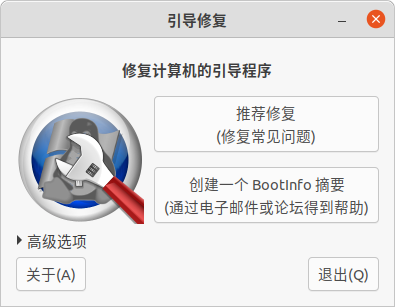 引导修复
修复计算机的引导程序
推荐修复
(修复常见问题)
创建一个 BootInfo 摘要
(通过电子邮件或论坛得到帮助)
高级选项
关于(A)
退出(Q)